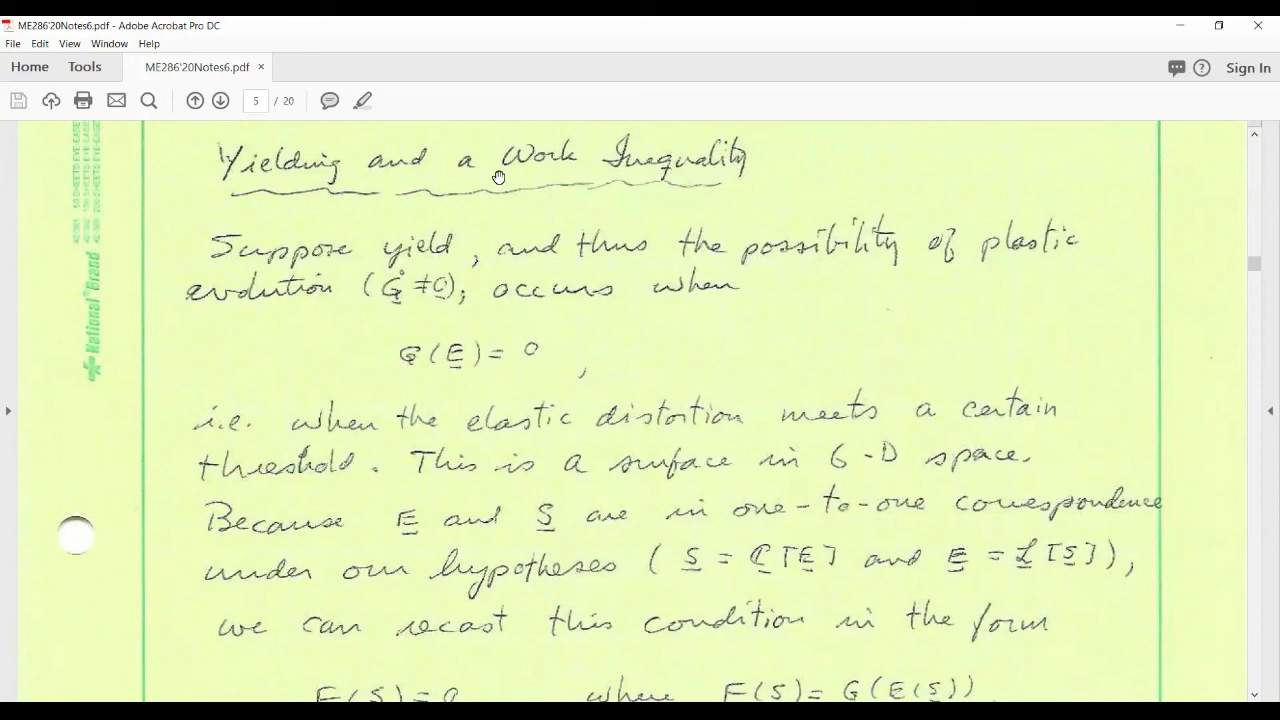 ME286'20Notes6.pdf - Adobe Acrobat Pro DC
File Edit View Window Help
Home Tools ME286'20Notes6.pdf × Sign In
5 / 20
Yielding and a Work Inequality
Suppose yield, and thus the possibility of plastic
evolution (Ġ ≠ 0), occurs when
G(E) = 0,
i.e. when the elastic distortion meets a certain
threshold. This is a surface in 6-D space.
Because E and S are in one-to-one correspondence
under our hypotheses (S = C[E] and E = L[S]),
we can recast this condition in the form
F(S) = 0 where F(S) = G(E(S))
National Brand